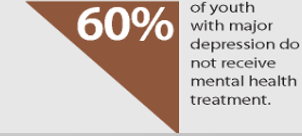 60%
of youth
with major
depression do
not receive
mental health
treatment.